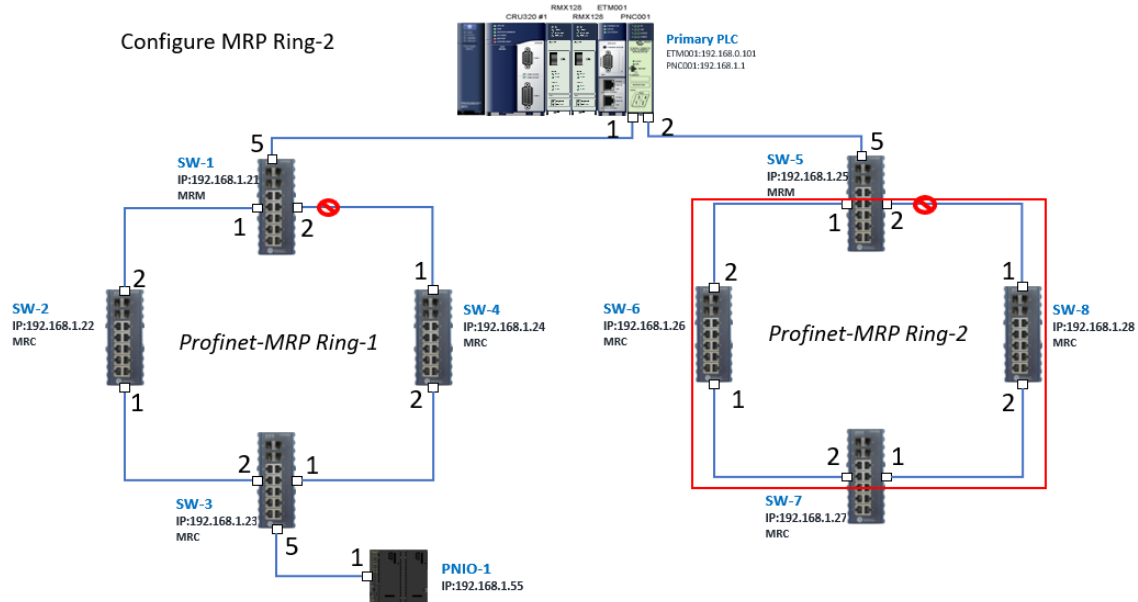 Configure MRP Ring-2
RMX128 ETM001
CRU320 #1 RMX128 PNC001
Primary PLC
ETM001:192.168.0.101
PNC001:192.168.1.1
1 2
5
SW-1
IP:192.168.1.21
MRM
1 2
5
SW-5
IP:192.168.1.25
MRM
1 2
2
SW-2
IP:192.168.1.22
MRC
1
Profinet-MRP Ring-1
1
SW-4
IP:192.168.1.24
MRC
2
2
SW-6
IP:192.168.1.26
MRC
1
Profinet-MRP Ring-2
1
SW-8
IP:192.168.1.28
MRC
2
2 1
SW-3
IP:192.168.1.23
MRC
5
2 1
SW-7
IP:192.168.1.27
MRC
1
PNIO-1
IP:192.168.1.55